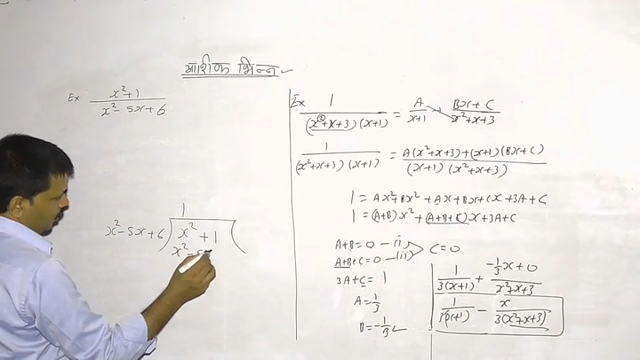 आंशिक भिन्न
Ex x²+1 / x²-5x+6
1
x²-5x+6) x² + 1 (
x² -
Ex 1 / (x²+x+3)(x+1) = A / x+1 + Bx+C / x²+x+3
1 / (x²+x+3)(x+1) = A(x²+x+3)+(x+1)(Bx+C) / (x+1)(x²+x+3)
1 = Ax²+Bx²+Ax+Bx+Cx+3A+C
1 = (A+B)x²+(A+B+C)x+3A+C
A+B=0 — (i)
A+B+C=0 — (ii)
C=0
3A+C=1
A=1/3
B=-1/3
1 / 3(x+1) + -1/3x+0 / x²+x+3
1 / 3(x+1) - x / 3(x²+x+3)